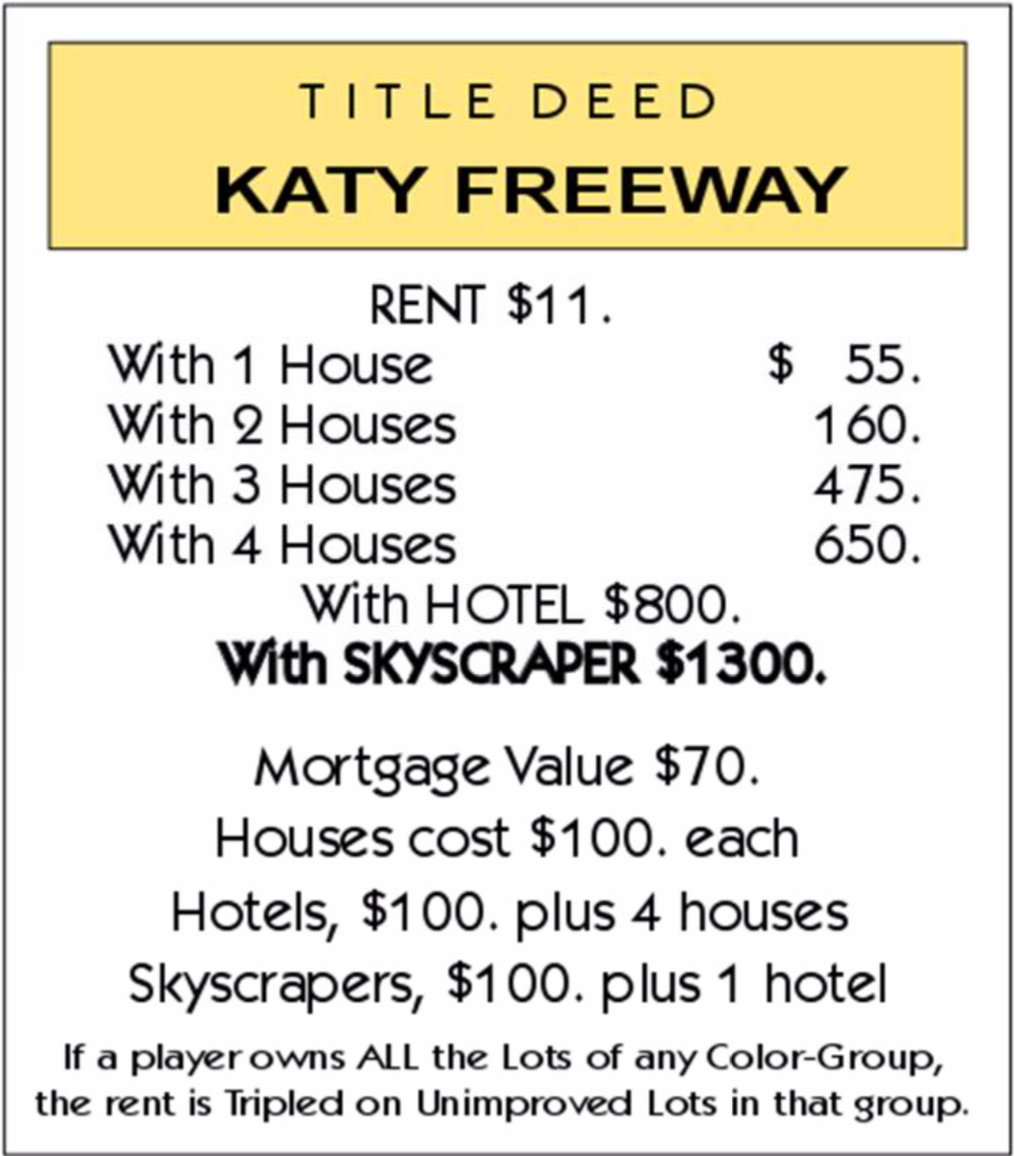 TITLE DEED
KATY FREEWAY
RENT $11.
With 1 House $ 55.
With 2 Houses 160.
With 3 Houses 475.
With 4 Houses 650.
With HOTEL $800.
With SKYSCRAPER $1300.
Mortgage Value $70.
Houses cost $100. each
Hotels, $100. plus 4 houses
Skyscrapers, $100. plus 1 hotel
If a player owns ALL the Lots of any Color-Group,
the rent is Tripled on Unimproved Lots in that group.